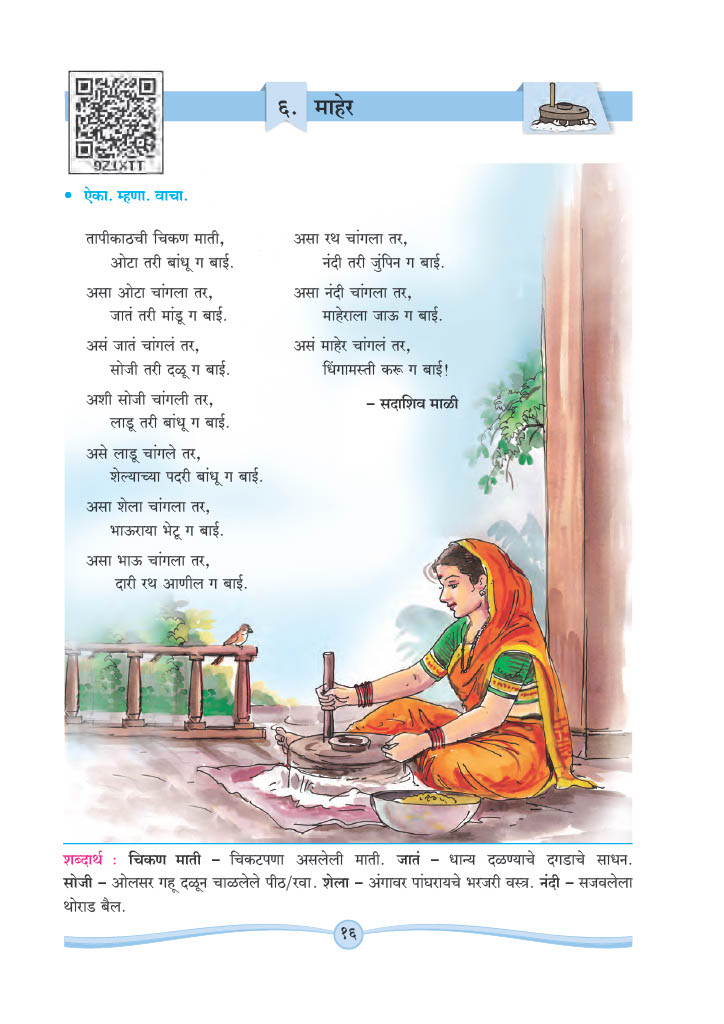 ६. माहेर
9Z1XTT
• ऐका. म्हणा. वाचा.
तापीकाठची चिकण माती,
ओटा तरी बांधू ग बाई.
असा ओटा चांगला तर,
जातं तरी मांडू ग बाई.
असं जातं चांगलं तर,
सोजी तरी दळू ग बाई.
अशी सोजी चांगली तर,
लाडू तरी बांधू ग बाई.
असे लाडू चांगले तर,
शेल्याच्या पदरी बांधू ग बाई.
असा शेला चांगला तर,
भाऊराया भेटू ग बाई.
असा भाऊ चांगला तर,
दारी रथ आणील ग बाई.
असा रथ चांगला तर,
नंदी तरी जुंपिन ग बाई.
असा नंदी चांगला तर,
माहेराला जाऊ ग बाई.
असं माहेर चांगलं तर,
धिंगामस्ती करू ग बाई!
– सदाशिव माळी
शब्दार्थ : चिकण माती – चिकटपणा असलेली माती. जातं – धान्य दळण्याचे दगडाचे साधन.
सोजी – ओलसर गहू दळून चाळलेले पीठ/रवा. शेला – अंगावर पांघरायचे भरजरी वस्त्र. नंदी – सजवलेला
थोराड बैल.
१६